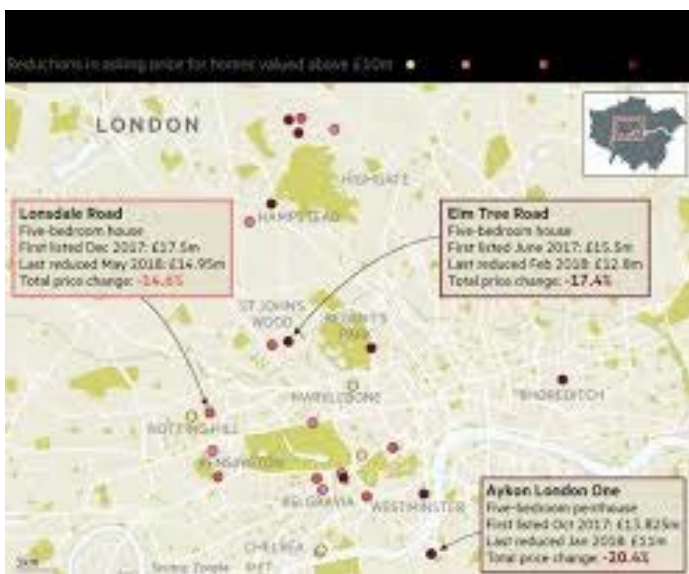 Reductions in asking price for homes valued above £10m
LONDON
HIGHGATE
HAMPSTEAD
Lonsdale Road
Five-bedroom house
First listed Dec 2017: £17.5m
Last reduced May 2018: £14.95m
Total price change: -14.6%
Elm Tree Road
Five-bedroom house
First listed June 2017: £15.5m
Last reduced Feb 2018: £12.8m
Total price change: -17.4%
ST JOHN'S
WOOD
REGENT'S
PARK
MARYLEBONE
SHOREDITCH
NOTTING HILL
KENSINGTON
BELGRAVIA
WESTMINSTER
Aykon London One
Five-bedroom penthouse
First listed Oct 2017: £13.825m
Last reduced Jan 2018: £11m
Total price change: -20.4%
CHELSEA
Source: Zoople
©FT